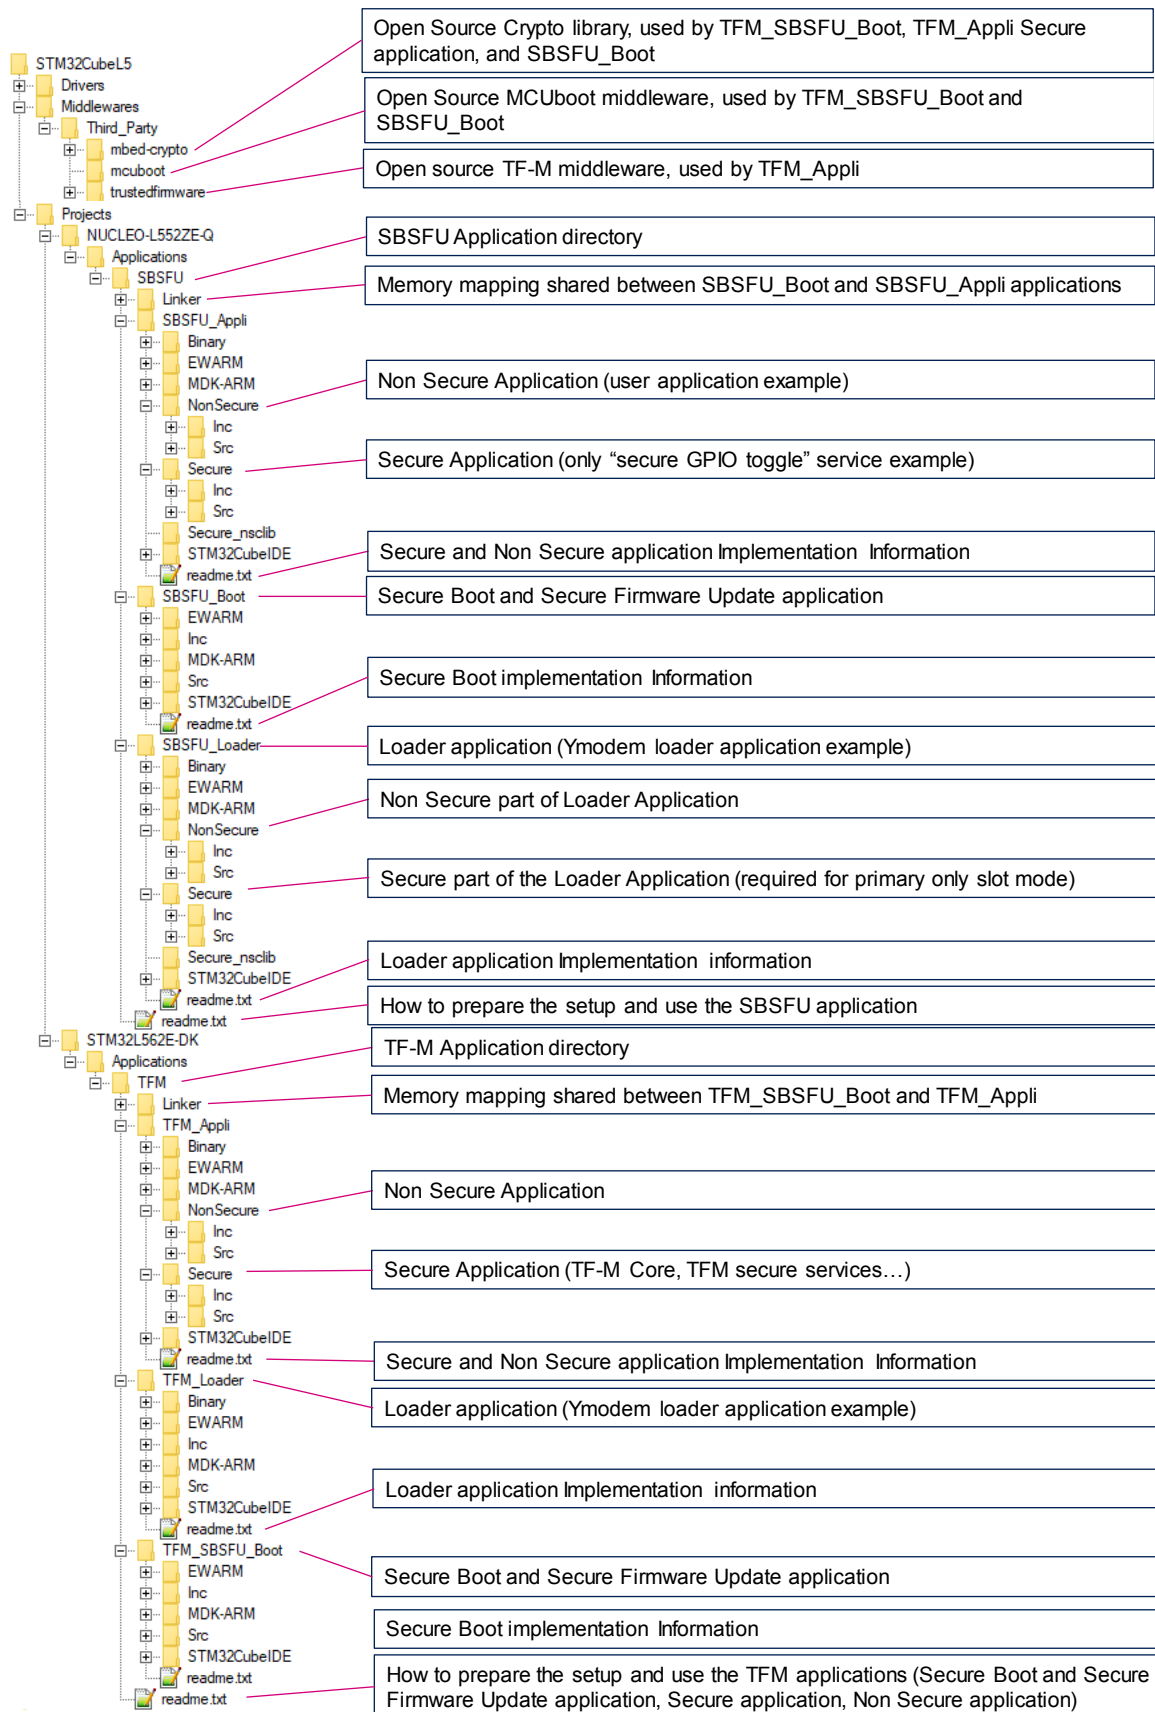 STM32CubeL5
Drivers
Middlewares
Third_Party
mbed-crypto
mcuboot
trustedfirmware
Projects
NUCLEO-L552ZE-Q
Applications
SBSFU
Linker
SBSFU_Appli
Binary
EWARM
MDK-ARM
NonSecure
Inc
Src
Secure
Inc
Src
Secure_nsclib
STM32CubeIDE
readme.txt
SBSFU_Boot
EWARM
Inc
MDK-ARM
Src
STM32CubeIDE
readme.txt
SBSFU_Loader
Binary
EWARM
MDK-ARM
NonSecure
Inc
Src
Secure
Inc
Src
Secure_nsclib
STM32CubeIDE
readme.txt
readme.txt
STM32L562E-DK
Applications
TFM
Linker
TFM_Appli
Binary
EWARM
MDK-ARM
NonSecure
Inc
Src
Secure
Inc
Src
STM32CubeIDE
readme.txt
TFM_Loader
Binary
EWARM
Inc
MDK-ARM
Src
STM32CubeIDE
readme.txt
TFM_SBSFU_Boot
EWARM
Inc
MDK-ARM
Src
STM32CubeIDE
readme.txt
readme.txt
Open Source Crypto library, used by TFM_SBSFU_Boot, TFM_Appli Secure
application, and SBSFU_Boot
Open Source MCUboot middleware, used by TFM_SBSFU_Boot and
SBSFU_Boot
Open source TF-M middleware, used by TFM_Appli
SBSFU Application directory
Memory mapping shared between SBSFU_Boot and SBSFU_Appli applications
Non Secure Application (user application example)
Secure Application (only “secure GPIO toggle” service example)
Secure and Non Secure application Implementation Information
Secure Boot and Secure Firmware Update application
Secure Boot implementation Information
Loader application (Ymodem loader application example)
Non Secure part of Loader Application
Secure part of the Loader Application (required for primary only slot mode)
Loader application Implementation information
How to prepare the setup and use the SBSFU application
TF-M Application directory
Memory mapping shared between TFM_SBSFU_Boot and TFM_Appli
Non Secure Application
Secure Application (TF-M Core, TFM secure services…)
Secure and Non Secure application Implementation Information
Loader application (Ymodem loader application example)
Loader application Implementation information
Secure Boot and Secure Firmware Update application
Secure Boot implementation Information
How to prepare the setup and use the TFM applications (Secure Boot and Secure
Firmware Update application, Secure application, Non Secure application)